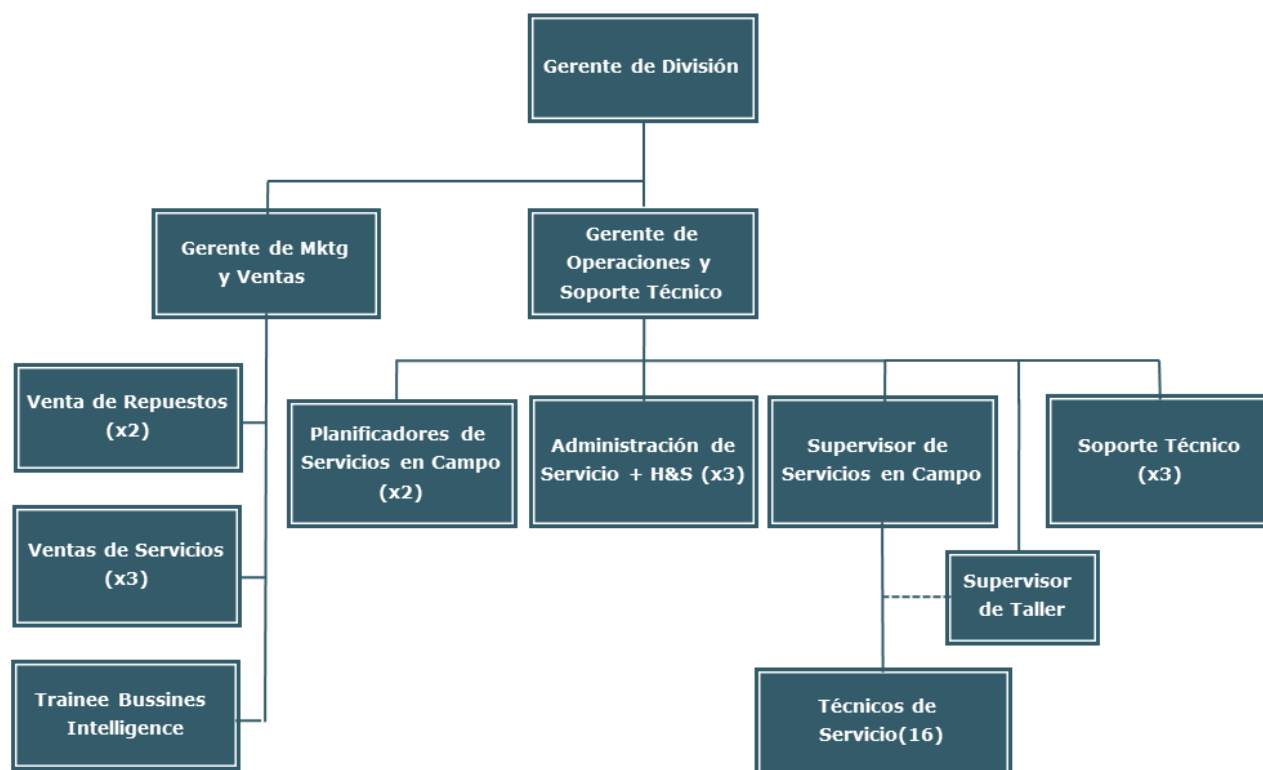 Gerente de División
Gerente de Mktg
y Ventas
Gerente de
Operaciones y
Soporte Técnico
Venta de Repuestos
(x2)
Ventas de Servicios
(x3)
Trainee Bussines
Intelligence
Planificadores de
Servicios en Campo
(x2)
Administración de
Servicio + H&S (x3)
Supervisor de
Servicios en Campo
Soporte Técnico
(x3)
Supervisor
de Taller
Técnicos de
Servicio(16)